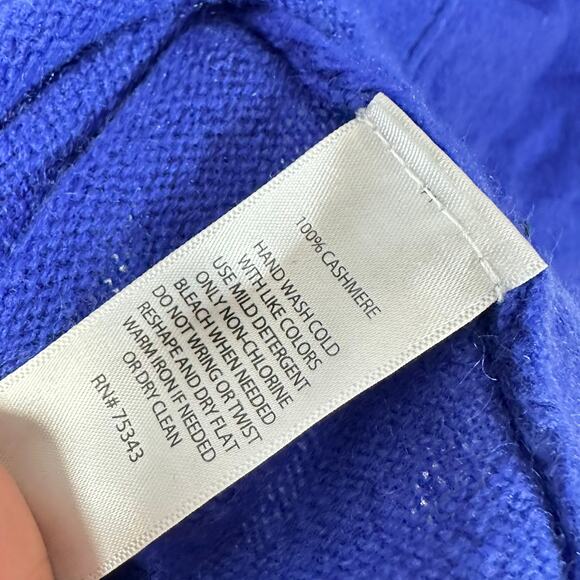 100% CASHMERE
HAND WASH COLD
WITH LIKE COLORS
USE MILD DETERGENT
ONLY NON-CHLORINE
BLEACH WHEN NEEDED
DO NOT WRING OR TWIST
RESHAPE AND DRY FLAT
WARM IRON IF NEEDED
OR DRY CLEAN
RN# 75343